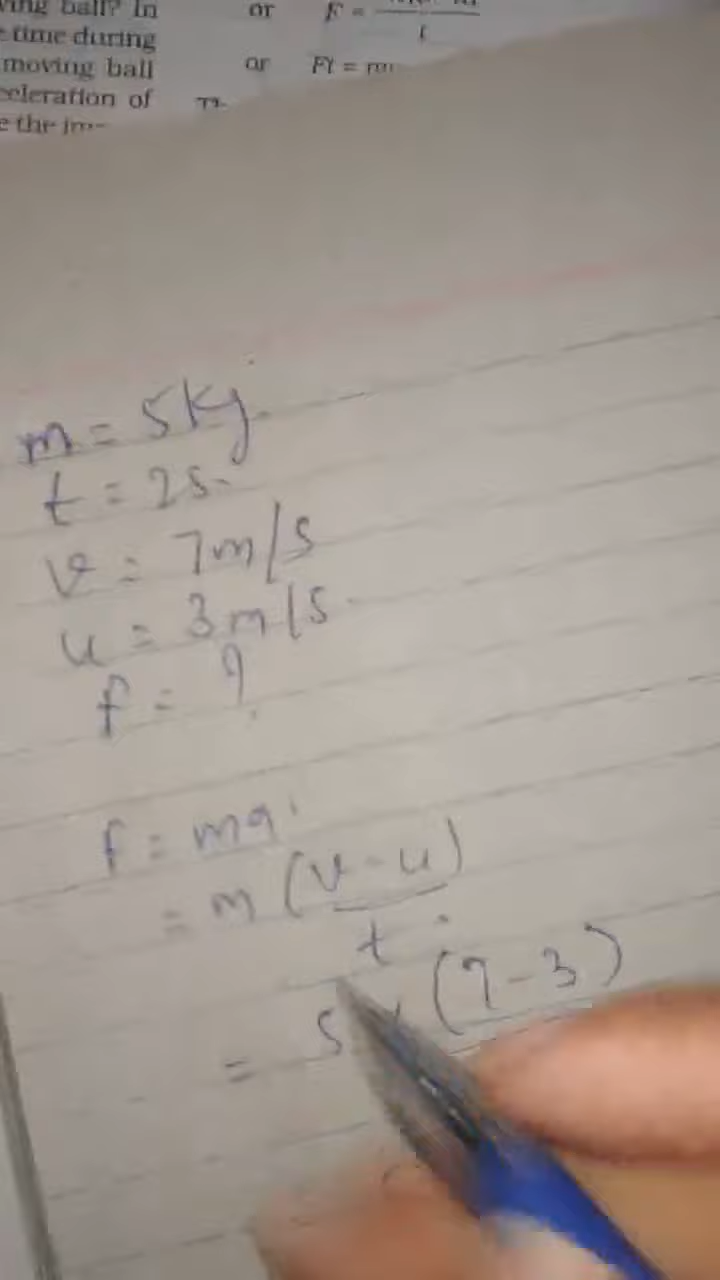 ving ball? In
or F =
t
time during
moving ball
or Ft =
celeration of
e the
m = 5kg
t = 2s.
v = 7m/s
u = 3m/s
f = ?
f = ma
= m (v-u)
t
= 5 × (7-3)